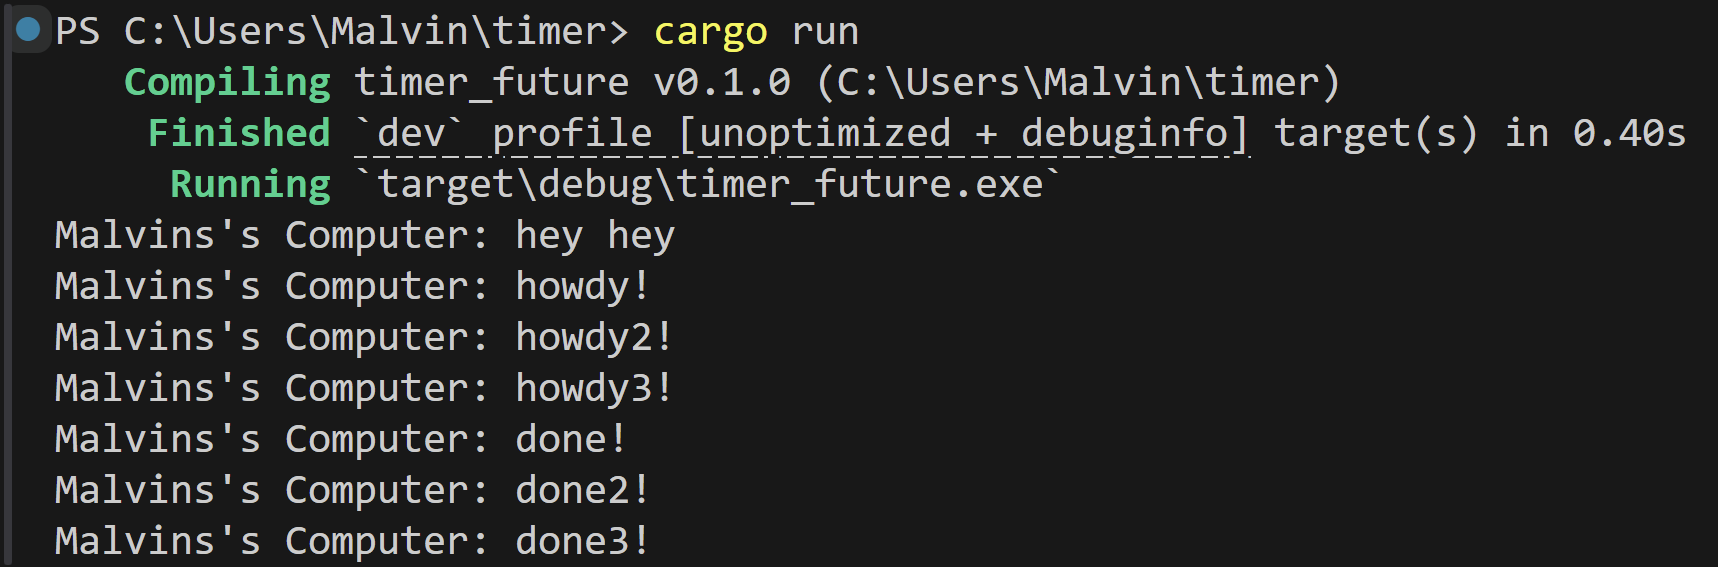 PS C:\Users\Malvin\timer> cargo run
Compiling timer_future v0.1.0 (C:\Users\Malvin\timer)
Finished `dev` profile [unoptimized + debuginfo] target(s) in 0.40s
Running `target\debug\timer_future.exe`
Malvins's Computer: hey hey
Malvins's Computer: howdy!
Malvins's Computer: howdy2!
Malvins's Computer: howdy3!
Malvins's Computer: done!
Malvins's Computer: done2!
Malvins's Computer: done3!